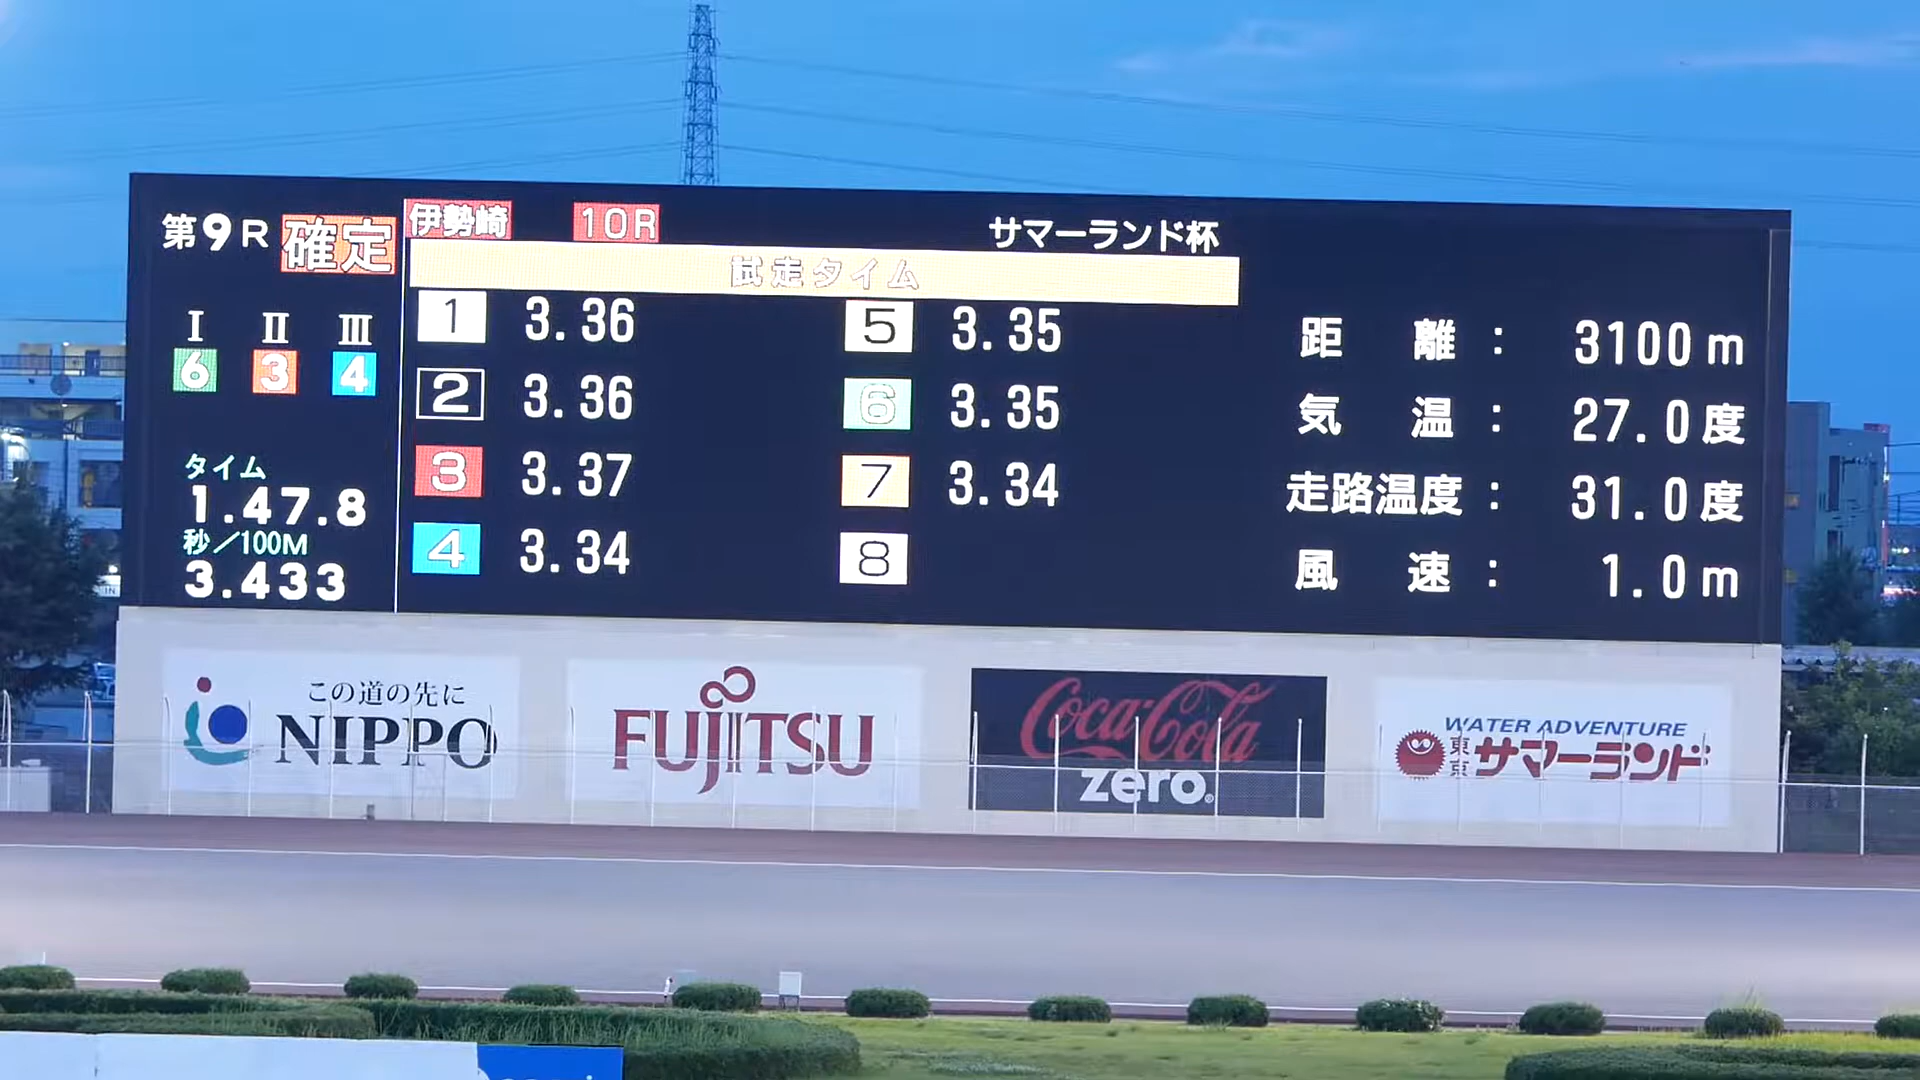 第9R 確定
I II III
6 3 4
タイム
1.47.8
秒/100M
3.433
伊勢崎 10R サマーランド杯
試走タイム
1 3.36
2 3.36
3 3.37
4 3.34
5 3.35
6 3.35
7 3.34
8
距離: 3100m
気温: 27.0度
走路温度: 31.0度
風速: 1.0m
この道の先に
NIPPO
FUJITSU
Coca-Cola
zero
WATER ADVENTURE
東京サマーランド